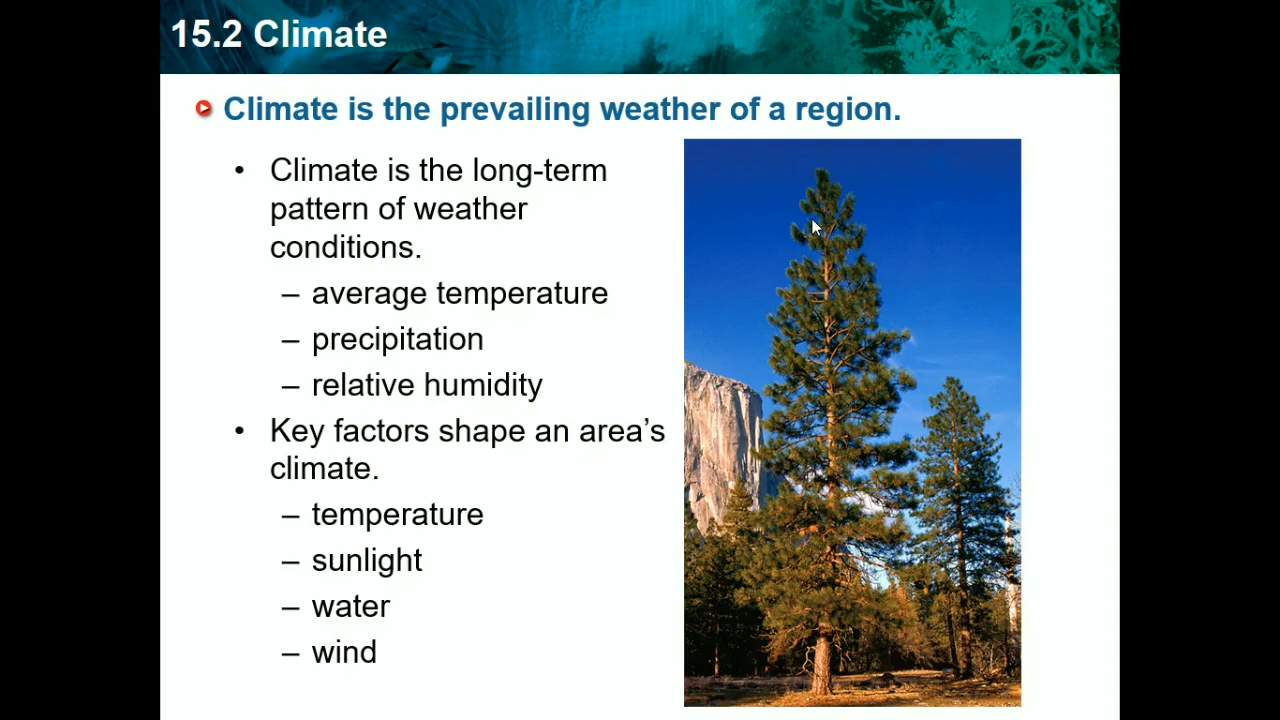 15.2 Climate
Climate is the prevailing weather of a region.
• Climate is the long-term
pattern of weather
conditions.
– average temperature
– precipitation
– relative humidity
• Key factors shape an area’s
climate.
– temperature
– sunlight
– water
– wind